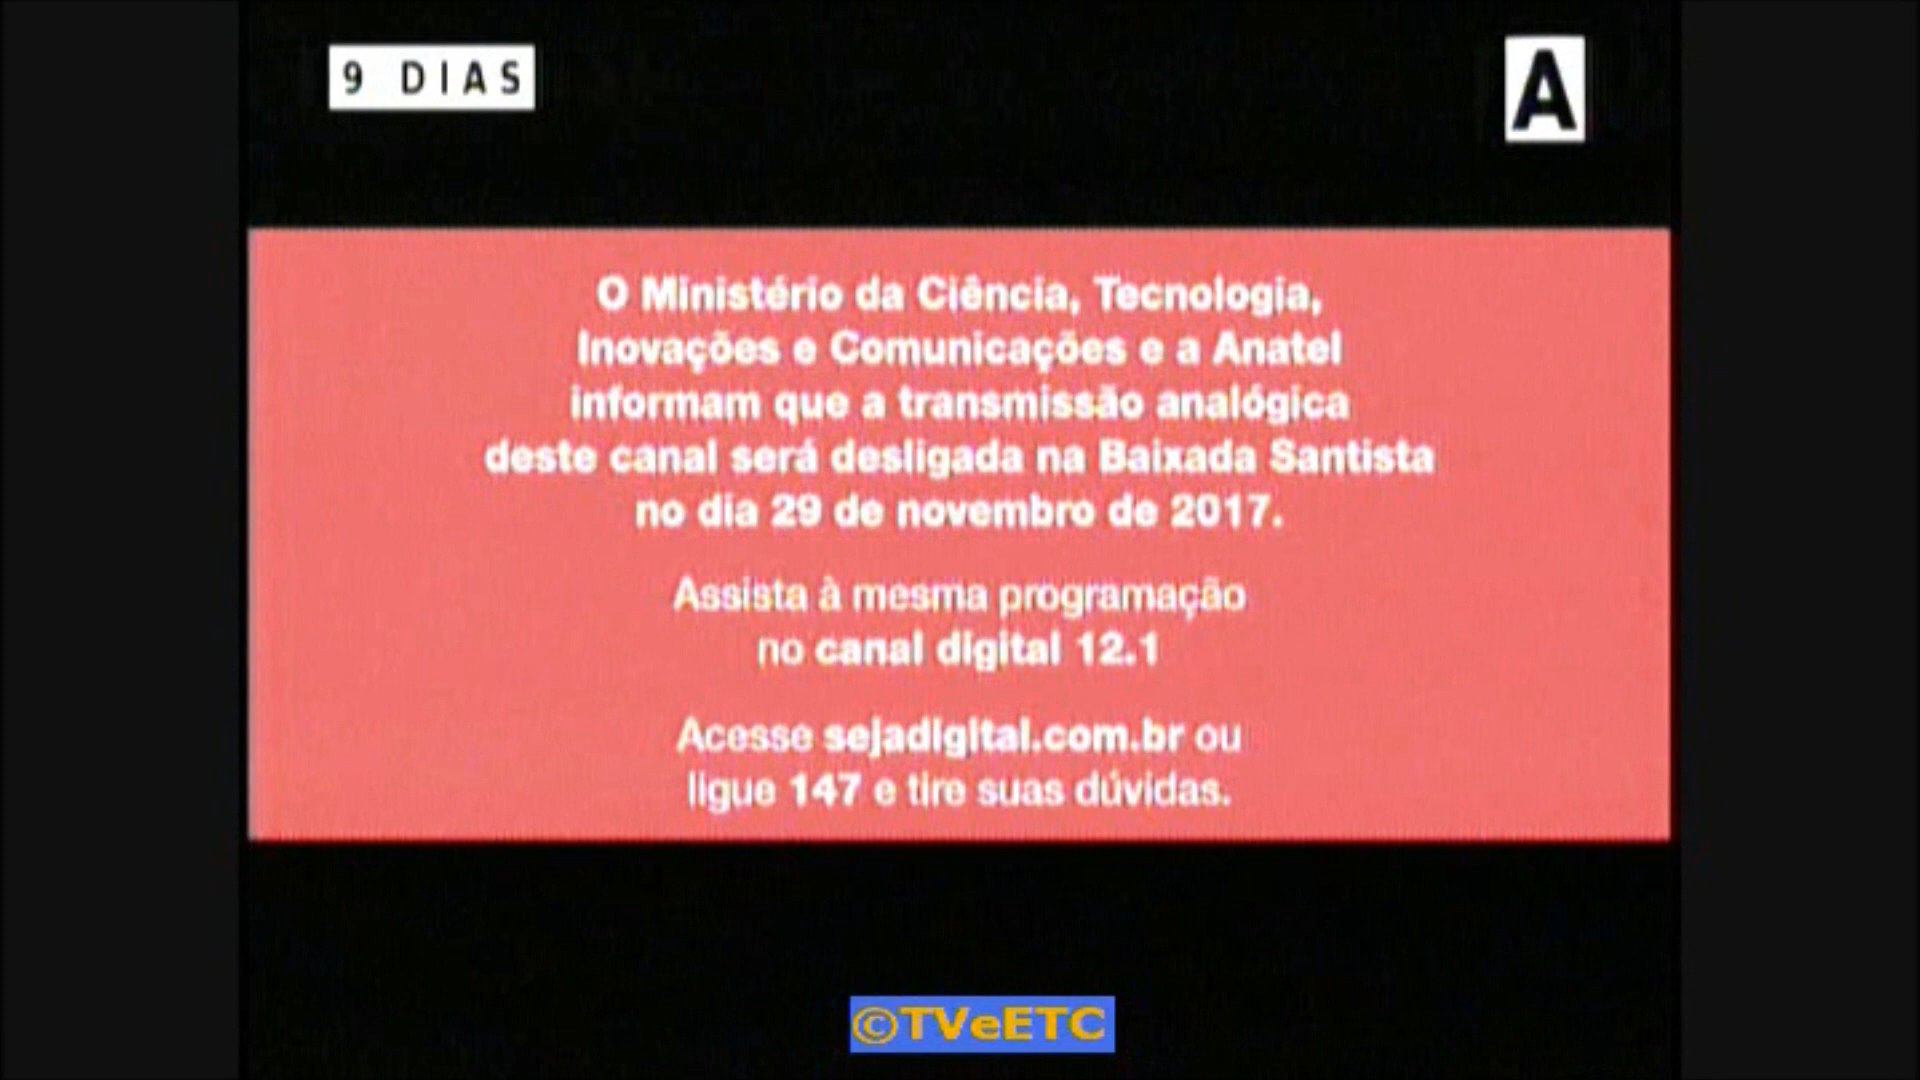 9 DIAS
A
O Ministério da Ciência, Tecnologia,
Inovações e Comunicações e a Anatel
informam que a transmissão analógica
deste canal será desligada na Baixada Santista
no dia 29 de novembro de 2017.
Assista à mesma programação
no canal digital 12.1
Acesse sejadigital.com.br ou
ligue 147 e tire suas dúvidas.
©TVeETC